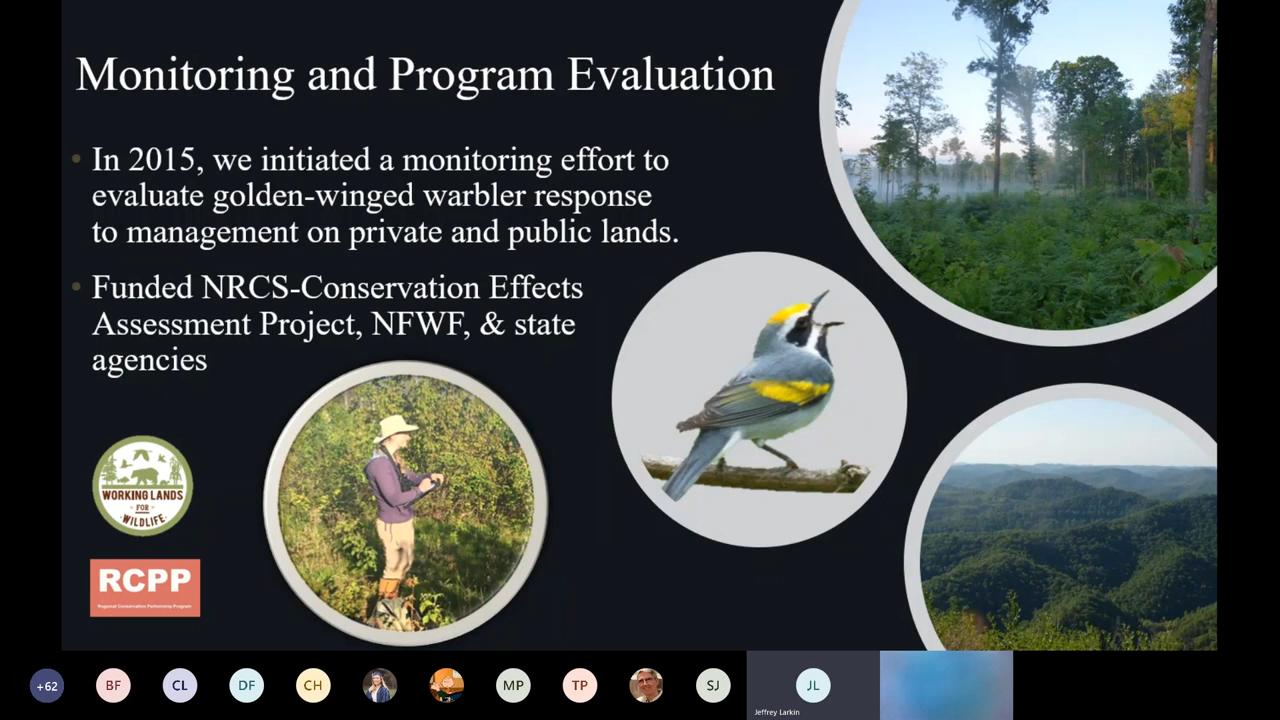 Monitoring and Program Evaluation
In 2015, we initiated a monitoring effort to
evaluate golden-winged warbler response
to management on private and public lands.
Funded NRCS-Conservation Effects
Assessment Project, NFWF, & state
agencies
WORKING LANDS
FOR
WILDLIFE
RCPP
Regional Conservation Partnership Program
+62
BF
CL
DF
CH
MP
TP
SJ
JL
Jeffrey Larkin